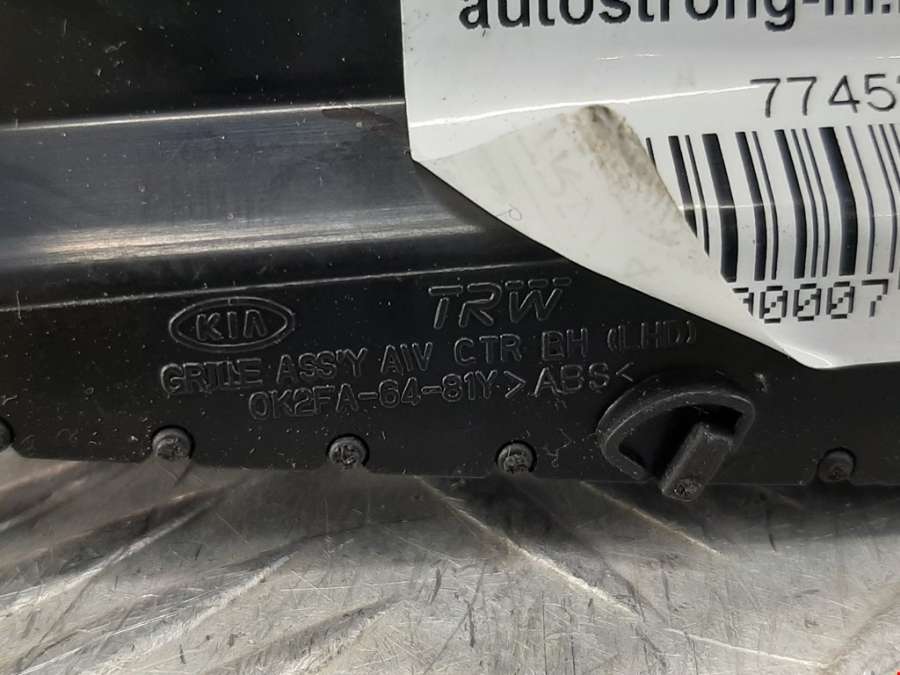 autostrong-m.
7745
00007
KIA
TRW
GRILLE ASS'Y A\V CTR BH (LHD)
0K2FA-64-81Y >ABS<